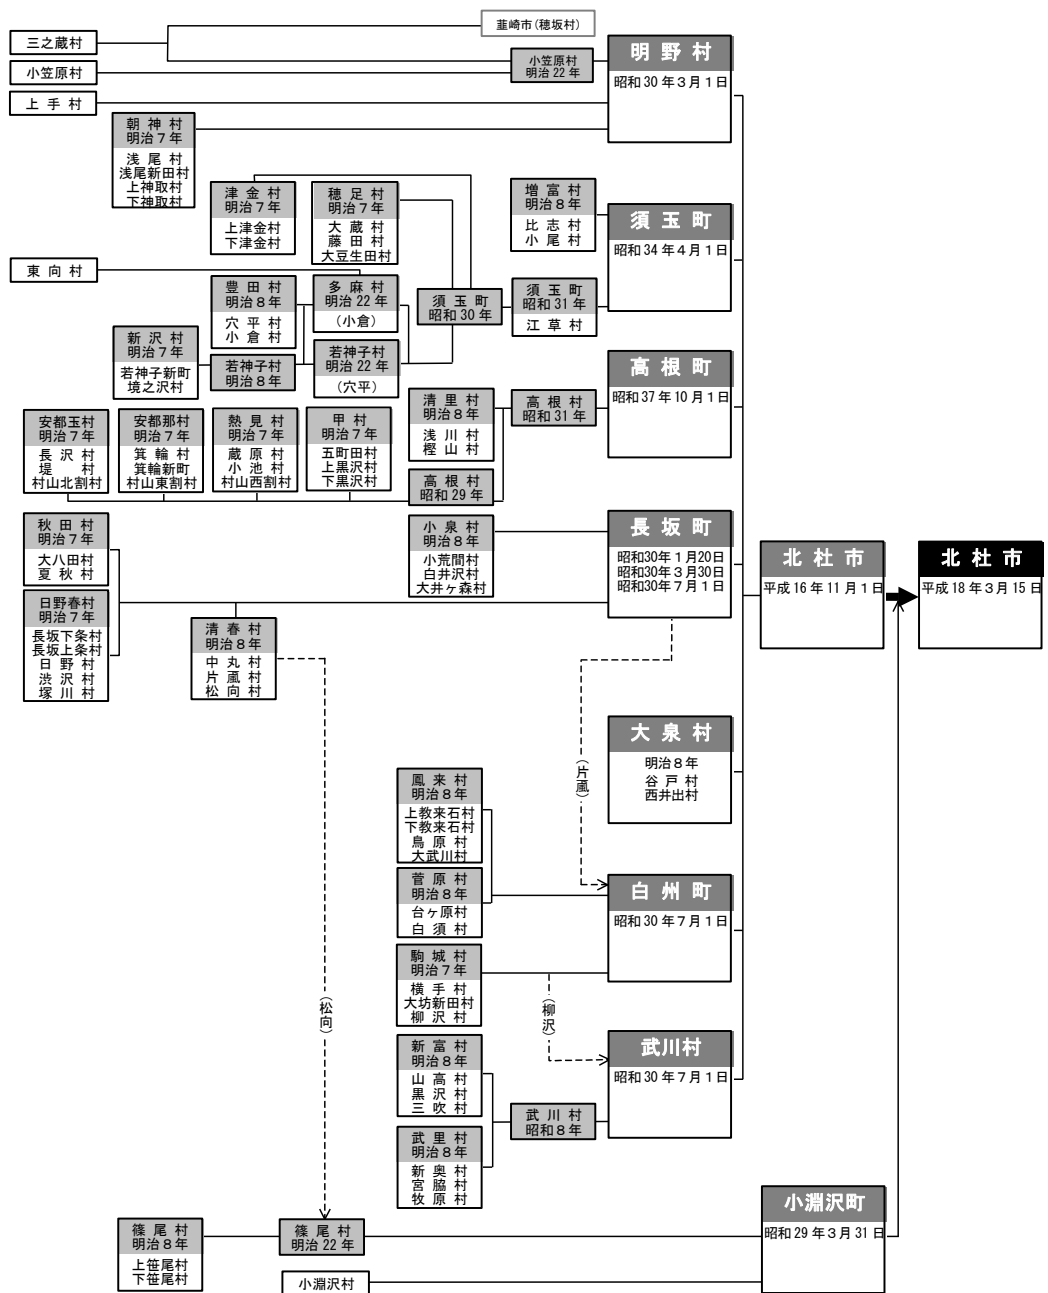 韮崎市(穂坂村)
三之蔵村
小笠原村
上手村
小笠原村
明治22年
明野村
昭和30年3月1日
朝神村
明治7年
浅尾村
浅尾新田村
上神取村
下神取村
津金村
明治7年
上津金村
下津金村
穂足村
明治7年
大蔵村
藤田村
大豆生田村
増富村
明治8年
比志村
小尾村
須玉町
昭和34年4月1日
東向村
豊田村
明治8年
穴平村
小倉村
多麻村
明治22年
(小倉)
須玉町
昭和30年
須玉町
昭和31年
江草村
新沢村
明治7年
若神子新町
境之沢村
若神子村
明治8年
若神子村
明治22年
(穴平)
高根町
昭和37年10月1日
清里村
明治8年
浅川村
樫山村
高根村
昭和31年
安都玉村
明治7年
長沢村
堤村
村山北割村
安都那村
明治7年
箕輪村
箕輪新町
村山東割村
熱見村
明治7年
蔵原村
小池村
村山西割村
甲村
明治7年
五町田村
上黒沢村
下黒沢村
高根村
昭和29年
秋田村
明治7年
大八田村
夏秋村
小泉村
明治8年
小荒間村
白井沢村
大井ヶ森村
長坂町
昭和30年1月20日
昭和30年3月30日
昭和30年7月1日
北杜市
平成16年11月1日
北杜市
平成18年3月15日
日野春村
明治7年
長坂下条村
長坂上条村
日野村
渋沢村
塚川村
清春村
明治8年
中丸村
片颪村
松向村
大泉村
明治8年
谷戸村
西井出村
(片颪)
鳳来村
明治8年
上教来石村
下教来石村
鳥原村
大武川村
菅原村
明治8年
台ヶ原村
白須村
白州町
昭和30年7月1日
駒城村
明治7年
横手村
大坊新田村
柳沢村
(柳沢)
(松向)
新富村
明治8年
山高村
黒沢村
三吹村
武川村
昭和30年7月1日
武川村
昭和8年
武里村
明治8年
新奥村
宮脇村
牧原村
小淵沢町
昭和29年3月31日
篠尾村
明治8年
上笹尾村
下笹尾村
篠尾村
明治22年
小淵沢村